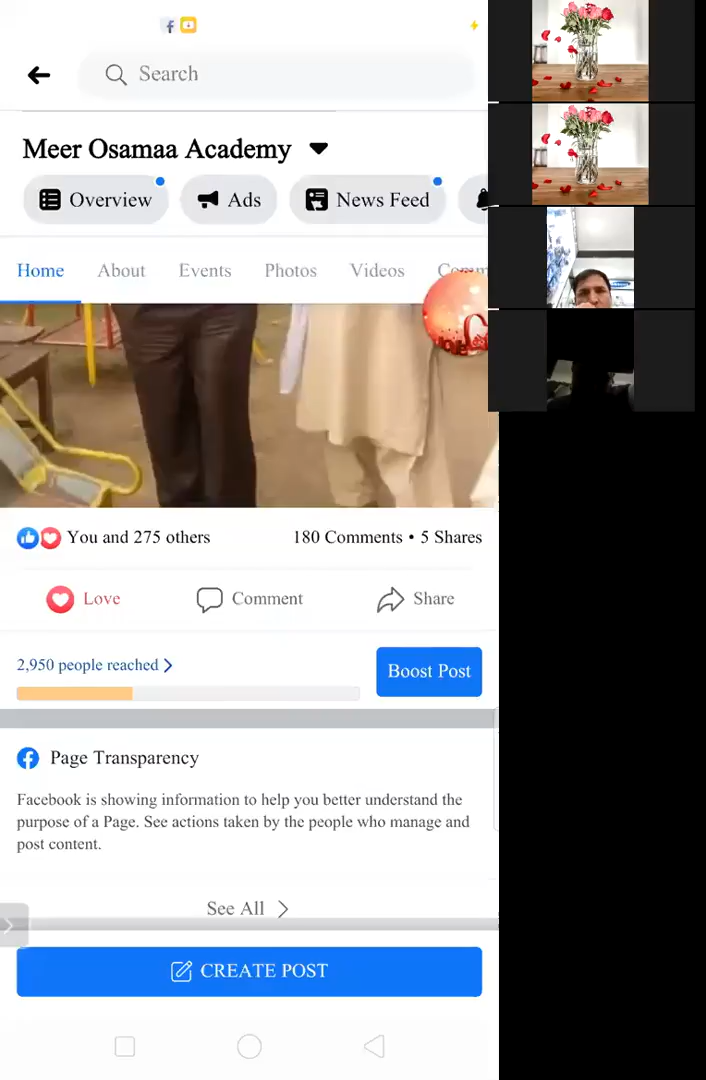 Search
Meer Osamaa Academy
Overview
Ads
News Feed
Home
About
Events
Photos
Videos
You and 275 others
180 Comments • 5 Shares
Love
Comment
Share
2,950 people reached
Boost Post
Page Transparency
Facebook is showing information to help you better understand the
purpose of a Page. See actions taken by the people who manage and
post content.
See All
CREATE POST